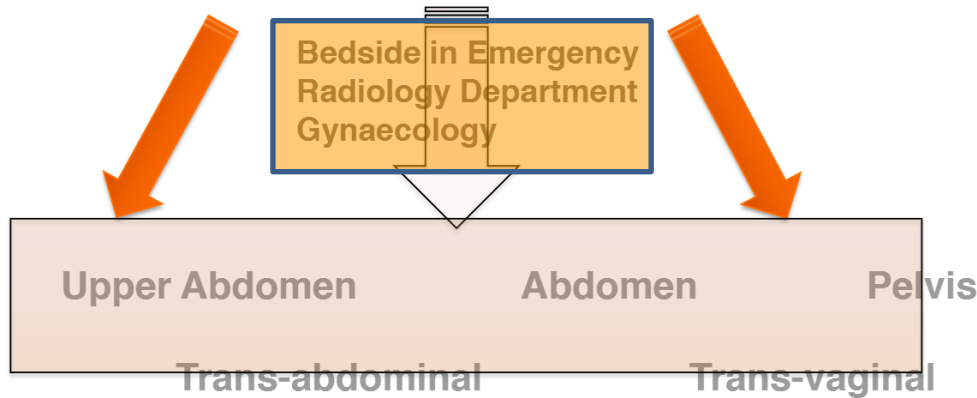 Bedside in Emergency
Radiology Department
Gynaecology
Upper Abdomen Abdomen Pelvis
Trans-abdominal Trans-vaginal